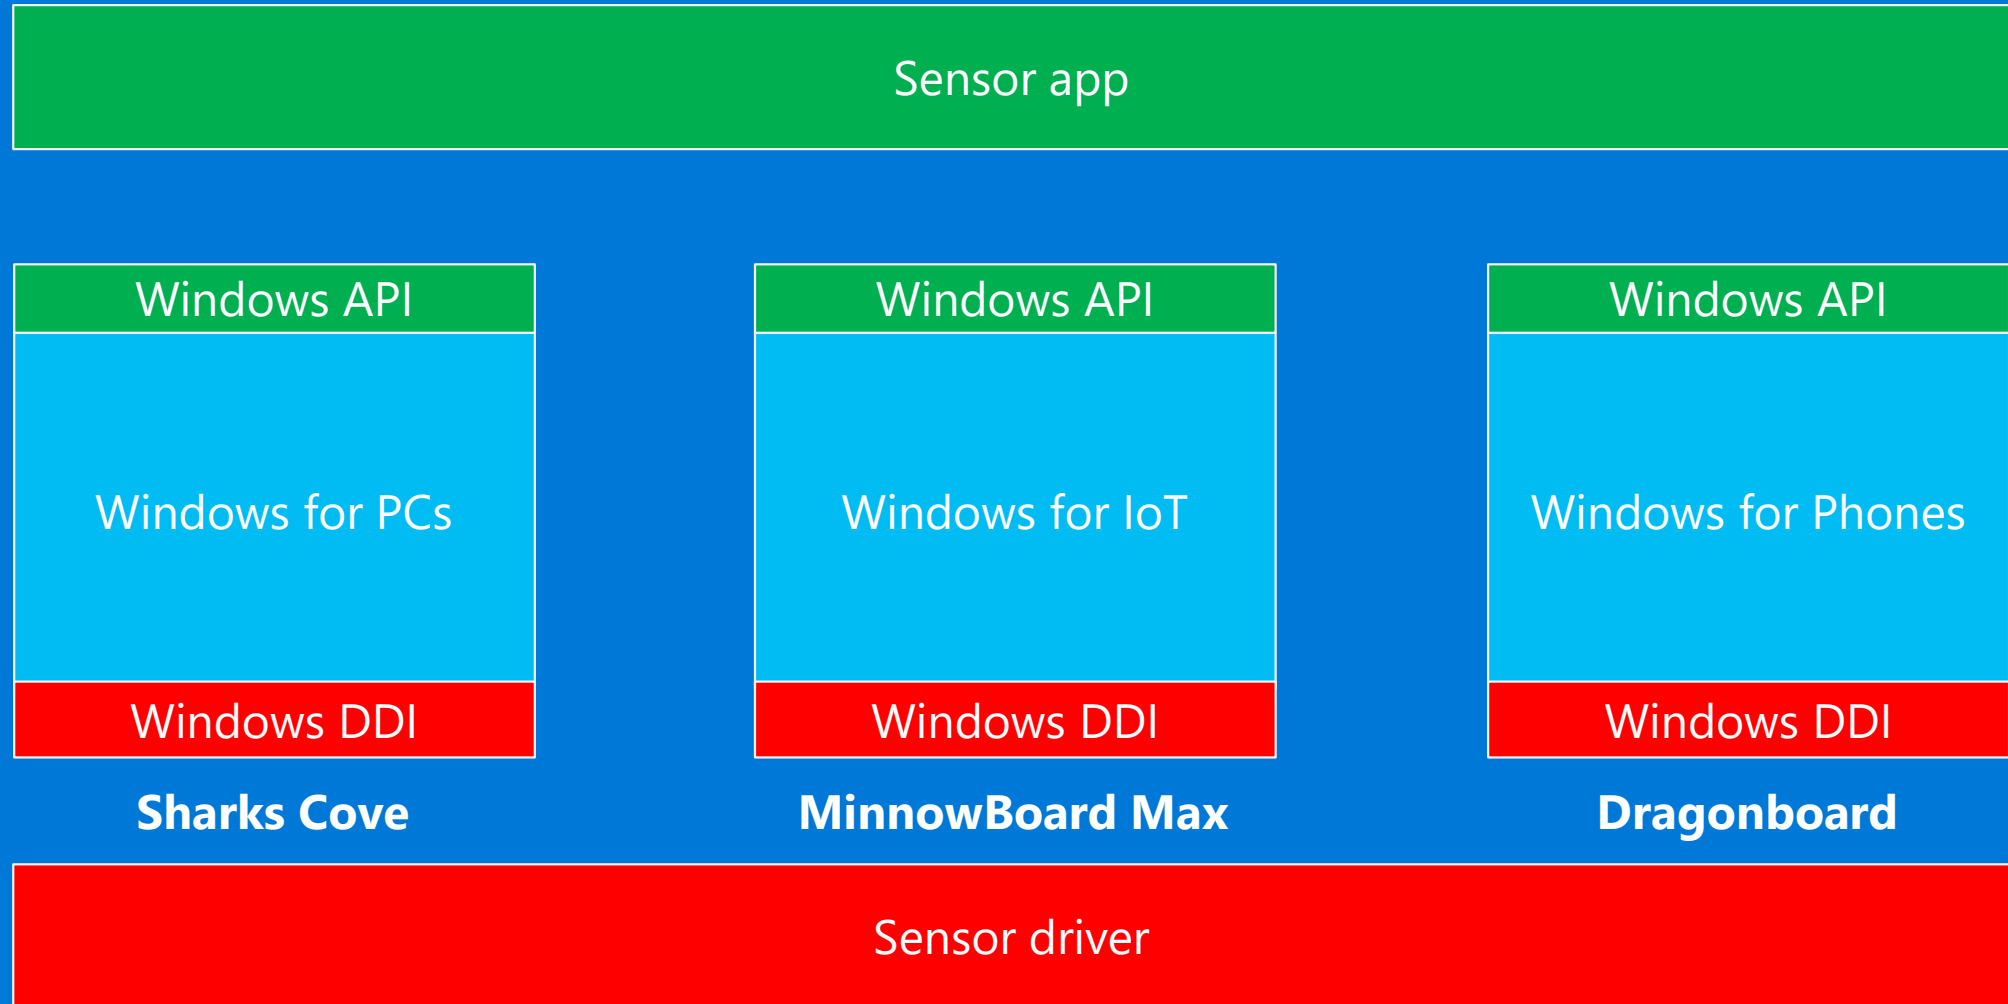 Sensor app
Windows API
Windows API
Windows API
Windows for PCs
Windows for IoT
Windows for Phones
Windows DDI
Windows DDI
Windows DDI
Sharks Cove
MinnowBoard Max
Dragonboard
Sensor driver